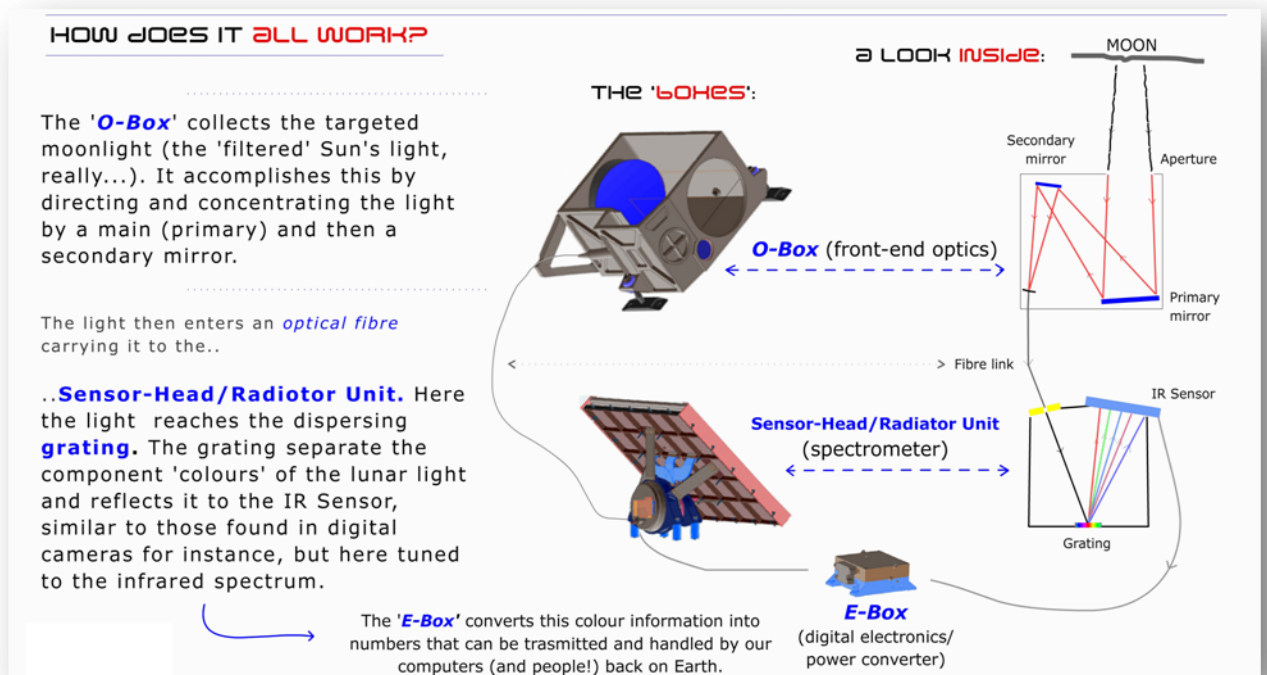 HOW DOES IT ALL WORK?
The 'O-Box' collects the targeted
moonlight (the 'filtered' Sun's light,
really...). It accomplishes this by
directing and concentrating the light
by a main (primary) and then a
secondary mirror.
The light then enters an optical fibre
carrying it to the..
..Sensor-Head/Radiotor Unit. Here
the light reaches the dispersing
grating. The grating separate the
component 'colours' of the lunar light
and reflects it to the IR Sensor,
similar to those found in digital
cameras for instance, but here tuned
to the infrared spectrum.
The 'E-Box' converts this colour information into
numbers that can be trasmitted and handled by our
computers (and people!) back on Earth.
THE 'BOXES':
A LOOK INSIDE:
MOON
Secondary
mirror
Aperture
O-Box (front-end optics)
Primary
mirror
Fibre link
IR Sensor
Sensor-Head/Radiator Unit
(spectrometer)
Grating
E-Box
(digital electronics/
power converter)